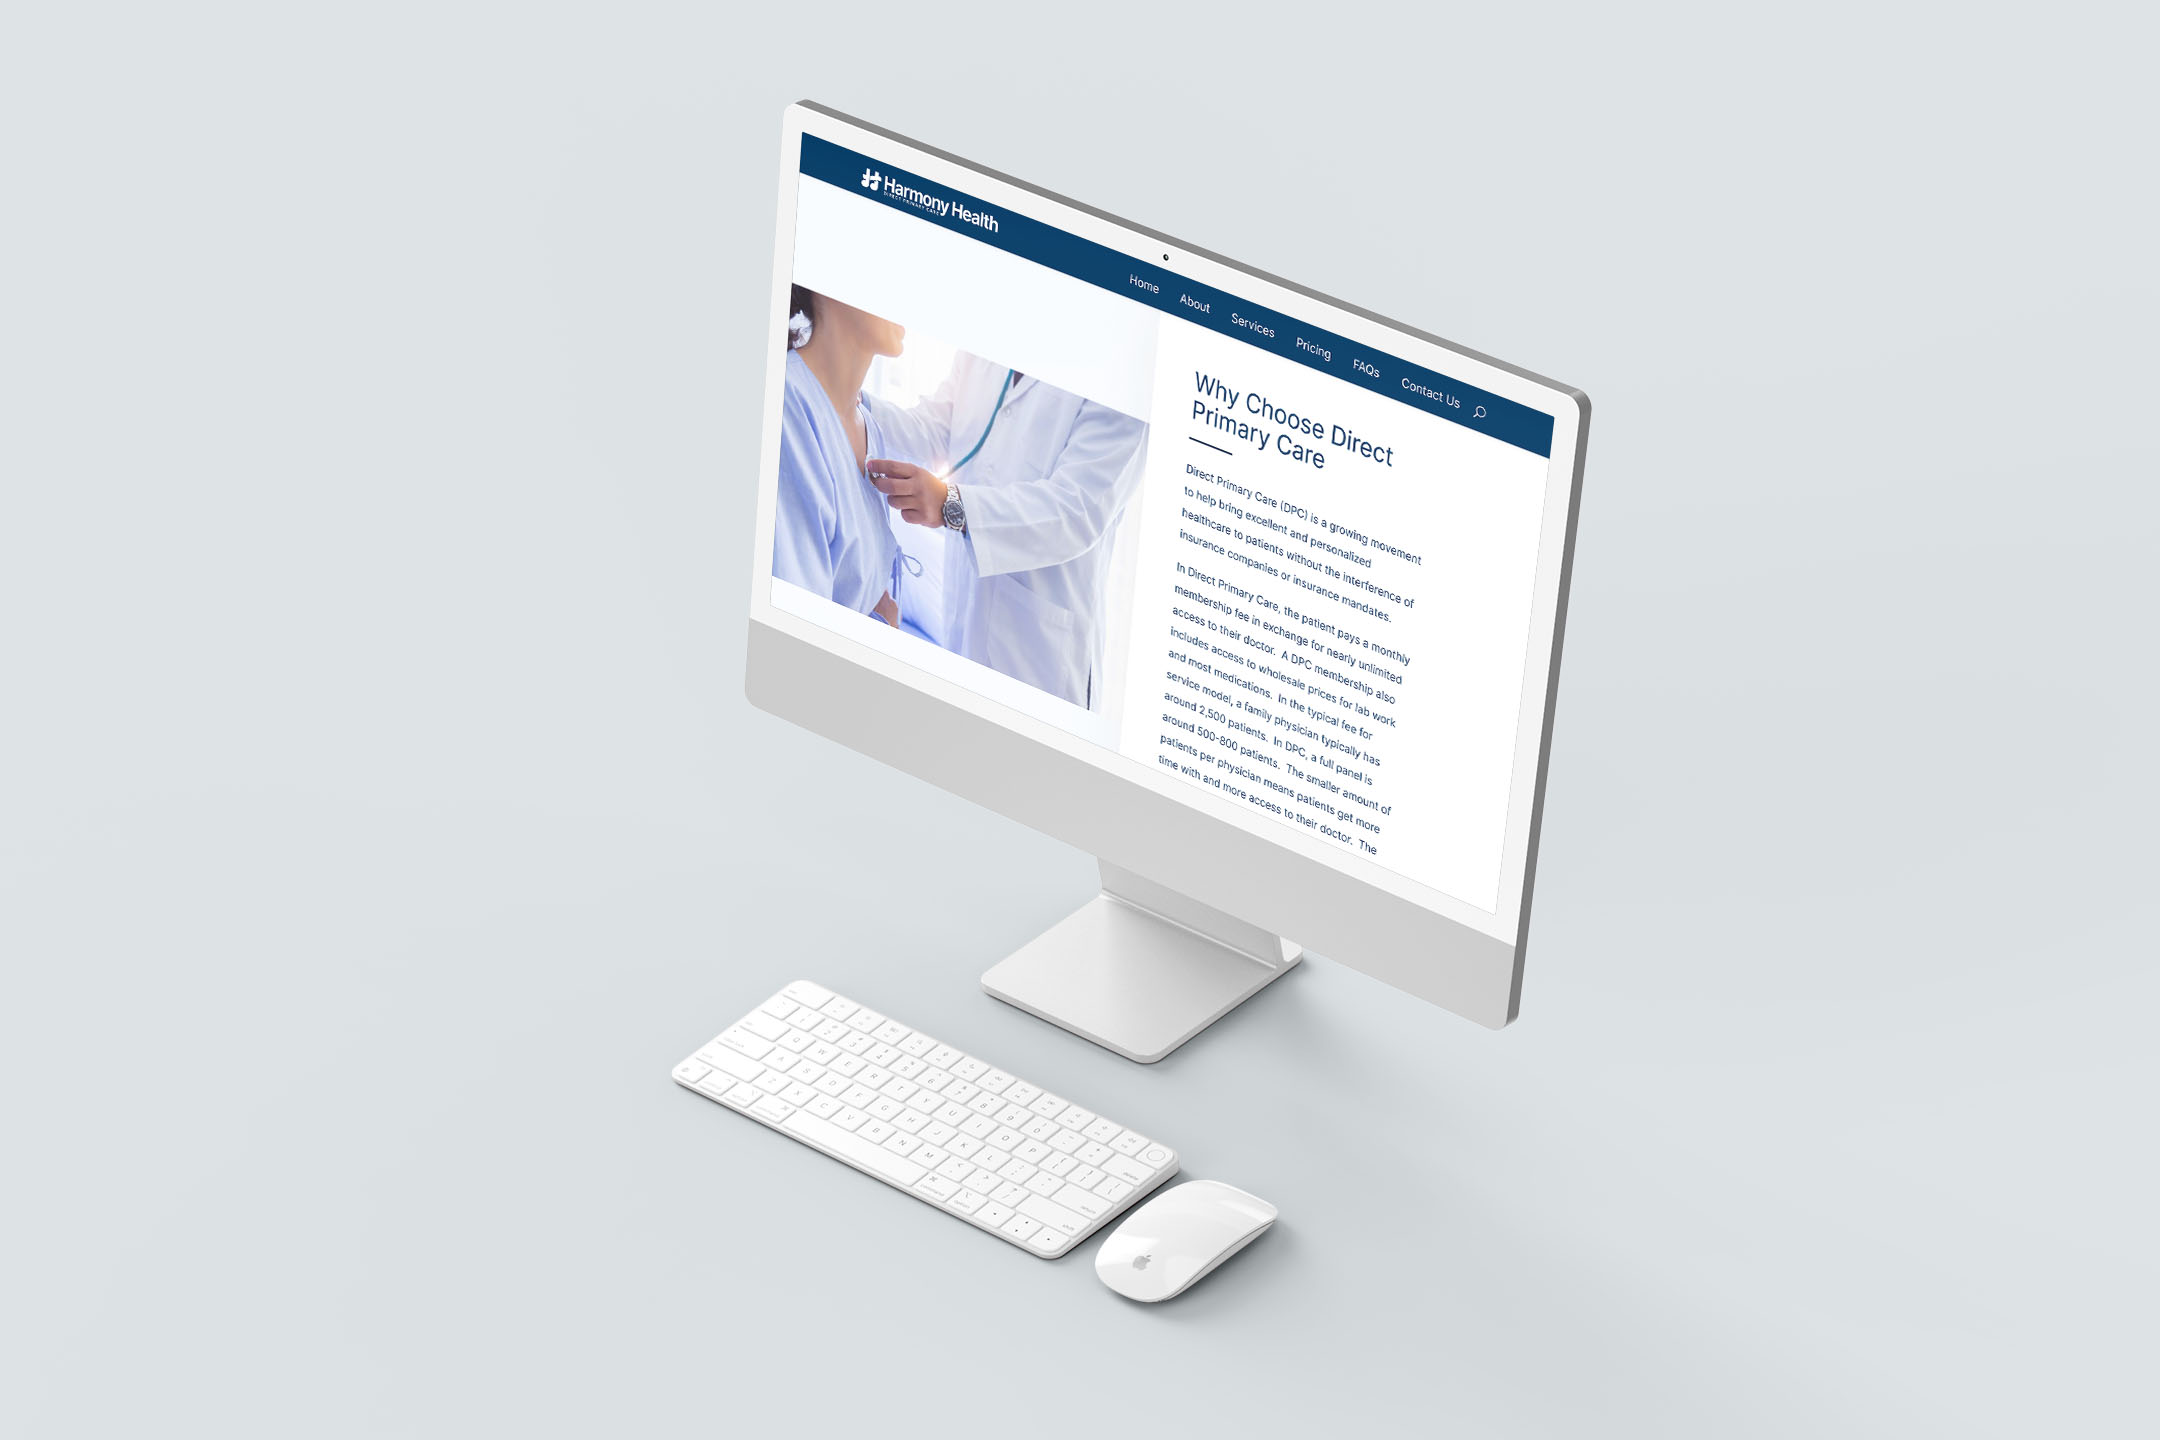 Harmony Health
DIRECT PRIMARY CARE
Home About Services Pricing FAQs Contact Us
Why Choose Direct
Primary Care
Direct Primary Care (DPC) is a growing movement
to help bring excellent and personalized
healthcare to patients without the interference of
insurance companies or insurance mandates.
In Direct Primary Care, the patient pays a monthly
membership fee in exchange for nearly unlimited
access to their doctor. A DPC membership also
includes access to wholesale prices for lab work
and most medications. In the typical fee for
service model, a family physician typically has
around 2,500 patients. In DPC, a full panel is
around 500-800 patients. The smaller amount of
patients per physician means patients get more
time with and more access to their doctor. The
Q W E R T Y U I O P
A S D F G H J K L
Z X C V B N M